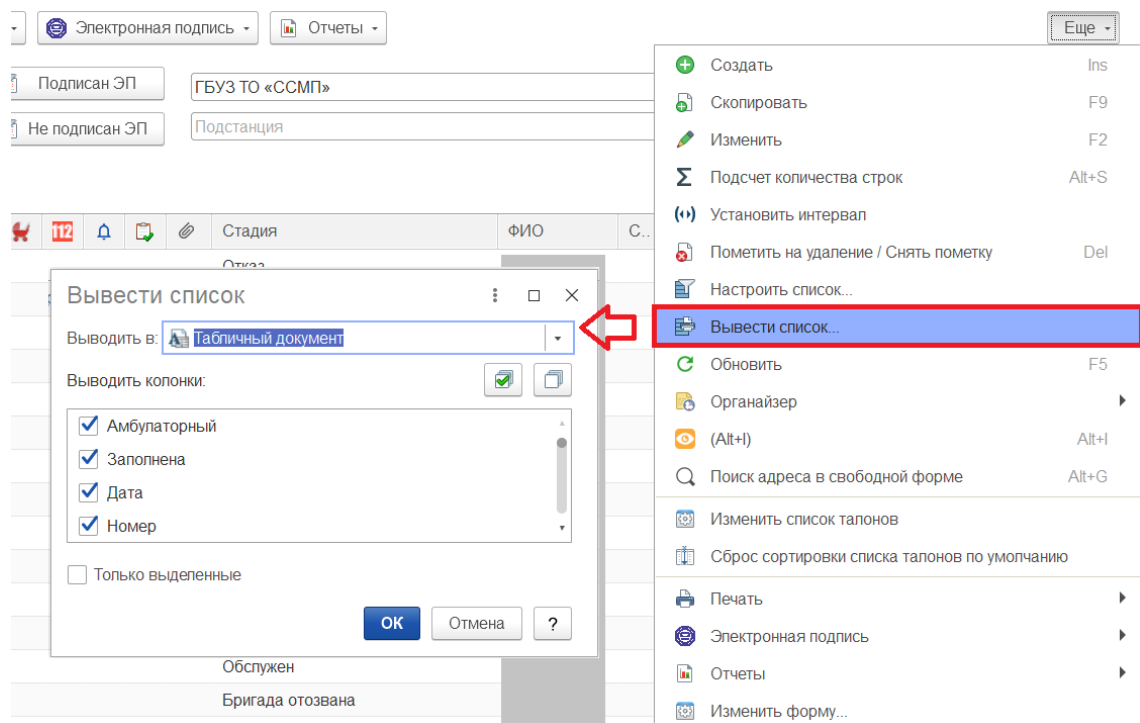 Электронная подпись
Отчеты
Еще
Подписан ЭП
ГБУЗ ТО «ССМП»
Не подписан ЭП
Подстанция
112
Стадия
ФИО
С..
Отказ
Вывести список
Выводить в:
Табличный документ
Выводить колонки:
Амбулаторный
Заполнена
Дата
Номер
Только выделенные
ОК
Отмена
?
Обслужен
Бригада отозвана
Создать Ins
Скопировать F9
Изменить F2
Подсчет количества строк Alt+S
Установить интервал
Пометить на удаление / Снять пометку Del
Настроить список...
Вывести список...
Обновить F5
Органайзер
(Alt+I) Alt+I
Поиск адреса в свободной форме Alt+G
Изменить список талонов
Сброс сортировки списка талонов по умолчанию
Печать
Электронная подпись
Отчеты
Изменить форму...